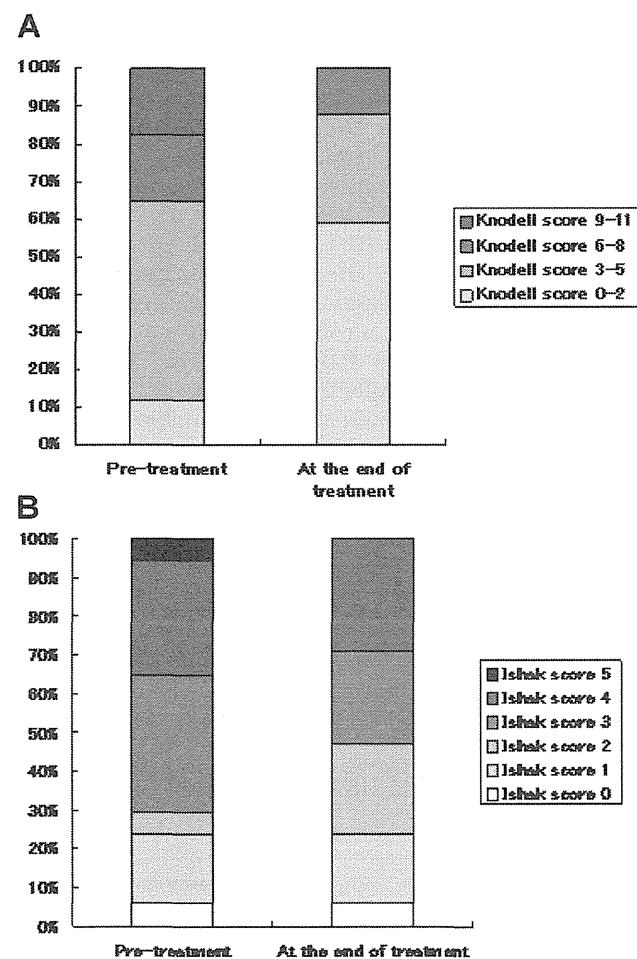 A
100%
90%
80%
70%
60%
50%
40%
30%
20%
10%
0%
Pre-treatment
At the end of
treatment
Knodell score 9-11
Knodell score 6-8
Knodell score 3-5
Knodell score 0-2
B
100%
90%
80%
70%
60%
50%
40%
30%
20%
10%
0%
Pre-treatment
At the end of treatment
Ishak score 5
Ishak score 4
Ishak score 3
Ishak score 2
Ishak score 1
Ishak score 0